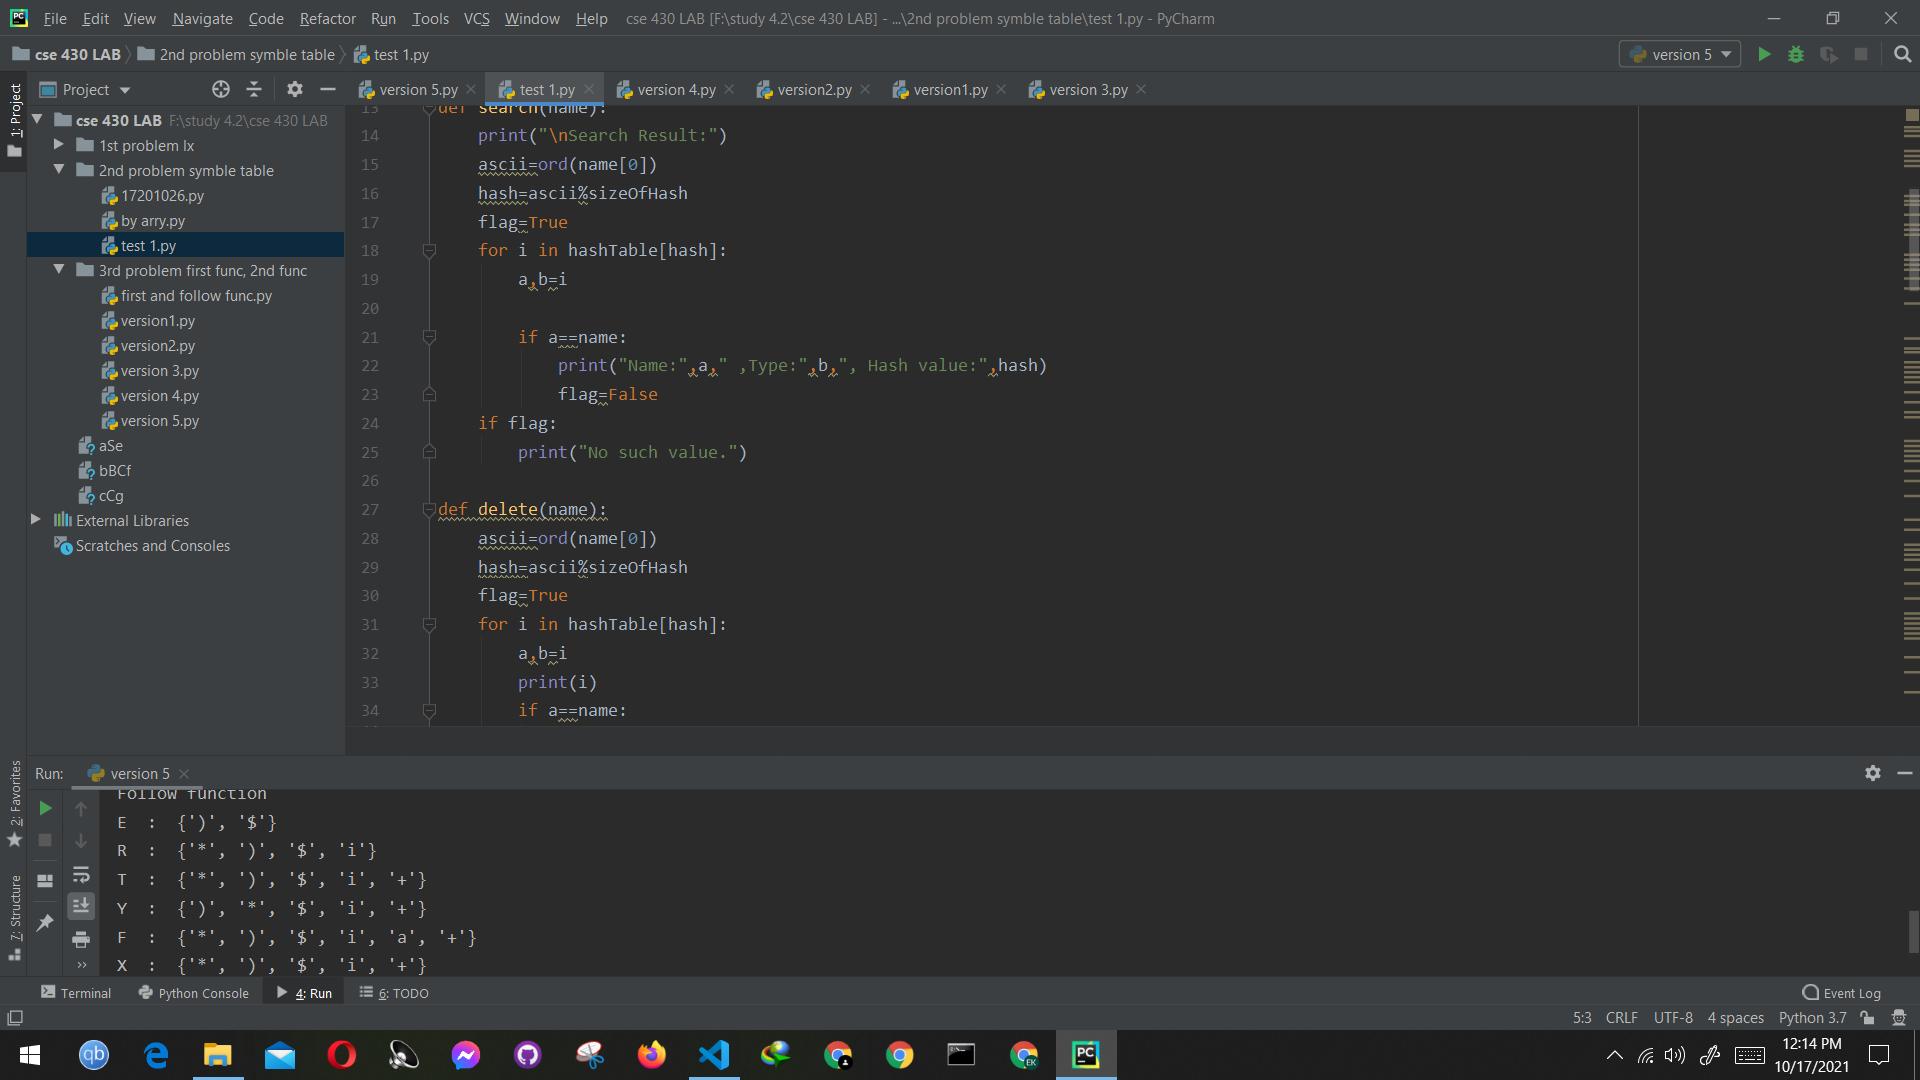 File Edit View Navigate Code Refactor Run Tools VCS Window Help cse 430 LAB [F:\study 4.2\cse 430 LAB] - ...\2nd problem symble table\test 1.py - PyCharm
cse 430 LAB 2nd problem symble table test 1.py version 5
1: Project
Project
version 5.py test 1.py version 4.py version2.py version1.py version 3.py
cse 430 LAB F:\study 4.2\cse 430 LAB
1st problem lx
2nd problem symble table
17201026.py
by arry.py
test 1.py
3rd problem first func, 2nd func
first and follow func.py
version1.py
version2.py
version 3.py
version 4.py
version 5.py
aSe
bBCf
cCg
External Libraries
Scratches and Consoles
13 def search(name):
14 print("\nSearch Result:")
15 ascii=ord(name[0])
16 hash=ascii%sizeOfHash
17 flag=True
18 for i in hashTable[hash]:
19 a,b=i
20
21 if a==name:
22 print("Name:",a," ,Type:",b,", Hash value:",hash)
23 flag=False
24 if flag:
25 print("No such value.")
26
27 def delete(name):
28 ascii=ord(name[0])
29 hash=ascii%sizeOfHash
30 flag=True
31 for i in hashTable[hash]:
32 a,b=i
33 print(i)
34 if a==name:
2: Favorites
7: Structure
Run: version 5
Follow function
E : {')', '$'}
R : {'*', ')', '$', 'i'}
T : {'*', ')', '$', 'i', '+'}
Y : {')', '*', '$', 'i', '+'}
F : {'*', ')', '$', 'i', 'a', '+'}
X : {'*', ')', '$', 'i', '+'}
Terminal Python Console 4: Run 6: TODO Event Log
5:3 CRLF UTF-8 4 spaces Python 3.7
qb
EK
PC
12:14 PM
10/17/2021